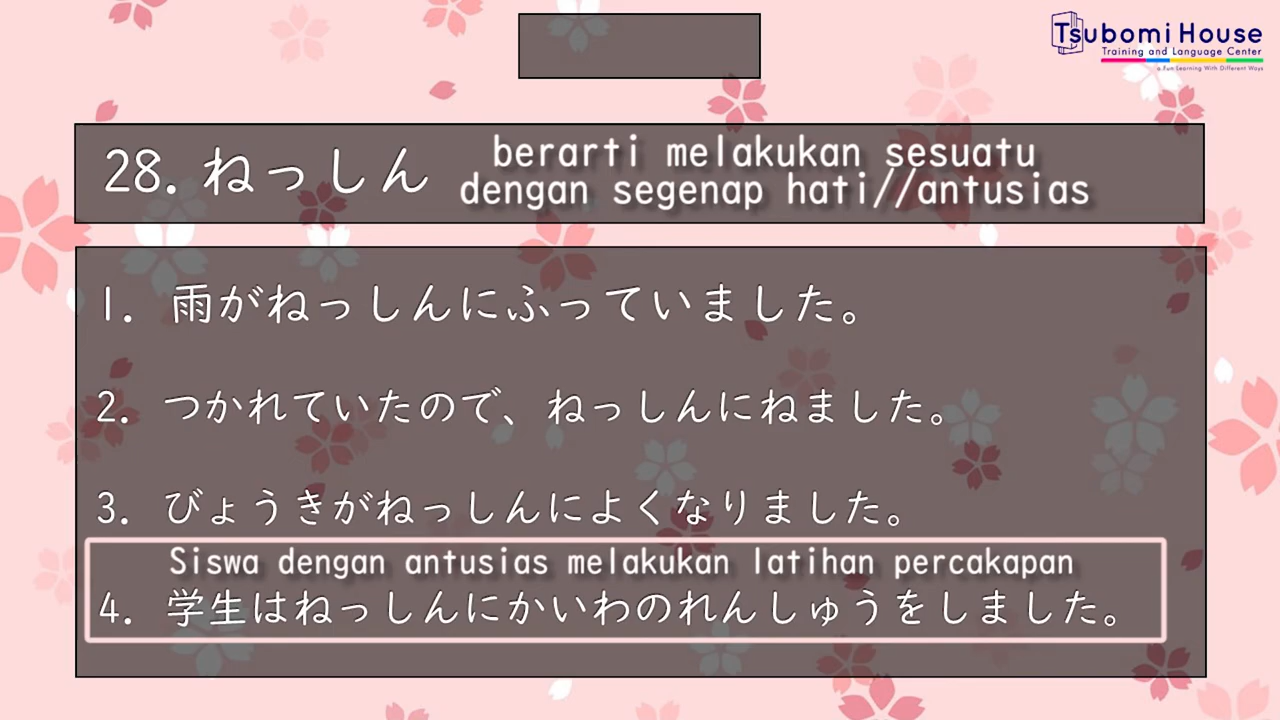 Tsubomi House
Training and Language Center
a Fun Learning With Different Ways
28. ねっしん
berarti melakukan sesuatu
dengan segenap hati//antusias
1. 雨がねっしんにふっていました。
2. つかれていたので、ねっしんにねました。
3. びょうきがねっしんによくなりました。
Siswa dengan antusias melakukan latihan percakapan
4. 学生はねっしんにかいわのれんしゅうをしました。